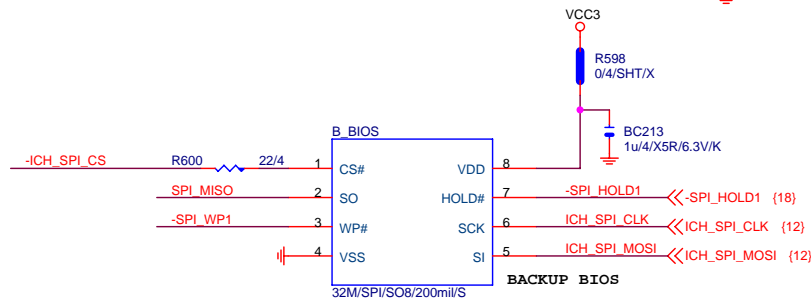 VCC3
R598
0/4/SHT/X
B_BIOS
BC213
1u/4/X5R/6.3V/K
-ICH_SPI_CS R600 22/4 1 CS# VDD 8
SPI_MISO 2 SO HOLD# 7 -SPI_HOLD1 -SPI_HOLD1 {18}
-SPI_WP1 3 WP# SCK 6 ICH_SPI_CLK ICH_SPI_CLK {12}
4 VSS SI 5 ICH_SPI_MOSI ICH_SPI_MOSI {12}
BACKUP BIOS
32M/SPI/SO8/200mil/S